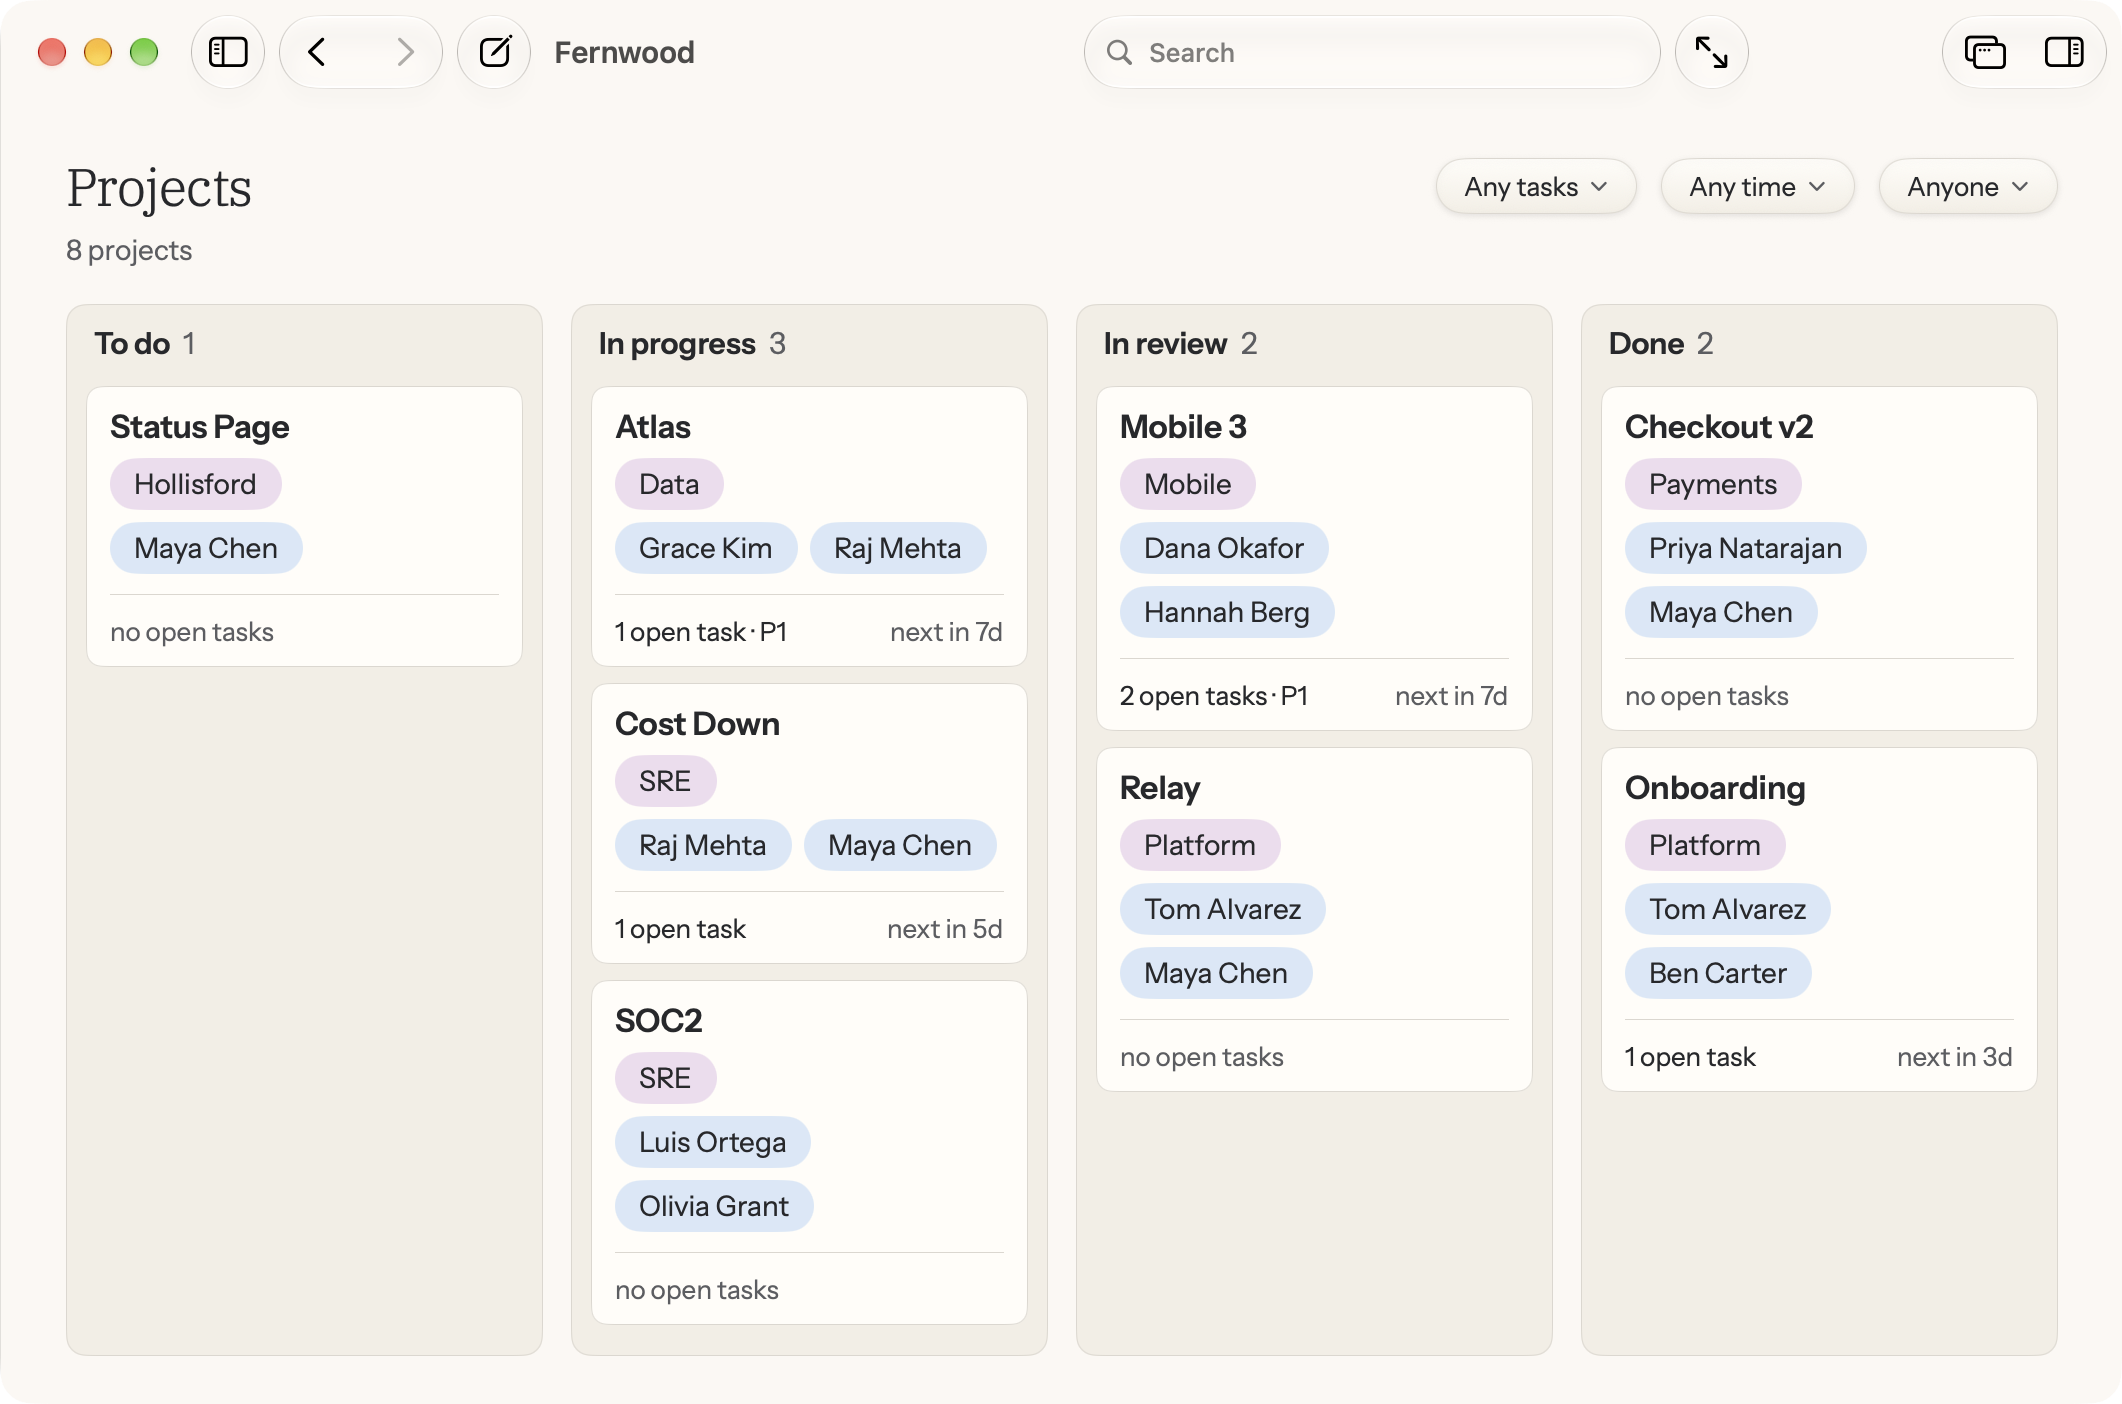 Fernwood
Search
Projects
8 projects
Any tasks
Any time
Anyone
To do 1
Status Page
Hollisford
Maya Chen
no open tasks
In progress 3
Atlas
Data
Grace Kim Raj Mehta
1 open task · P1 next in 7d
Cost Down
SRE
Raj Mehta Maya Chen
1 open task next in 5d
SOC2
SRE
Luis Ortega
Olivia Grant
no open tasks
In review 2
Mobile 3
Mobile
Dana Okafor
Hannah Berg
2 open tasks · P1 next in 7d
Relay
Platform
Tom Alvarez
Maya Chen
no open tasks
Done 2
Checkout v2
Payments
Priya Natarajan
Maya Chen
no open tasks
Onboarding
Platform
Tom Alvarez
Ben Carter
1 open task next in 3d